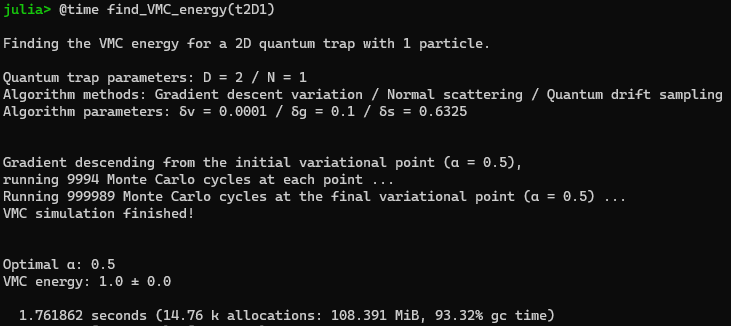 julia> @time find_VMC_energy(t2D1)
Finding the VMC energy for a 2D quantum trap with 1 particle.
Quantum trap parameters: D = 2 / N = 1
Algorithm methods: Gradient descent variation / Normal scattering / Quantum drift sampling
Algorithm parameters: δv = 0.0001 / δg = 0.1 / δs = 0.6325
Gradient descending from the initial variational point (α = 0.5),
running 9994 Monte Carlo cycles at each point ...
Running 999989 Monte Carlo cycles at the final variational point (α = 0.5) ...
VMC simulation finished!
Optimal α: 0.5
VMC energy: 1.0 ± 0.0
1.761862 seconds (14.76 k allocations: 108.391 MiB, 93.32% gc time)